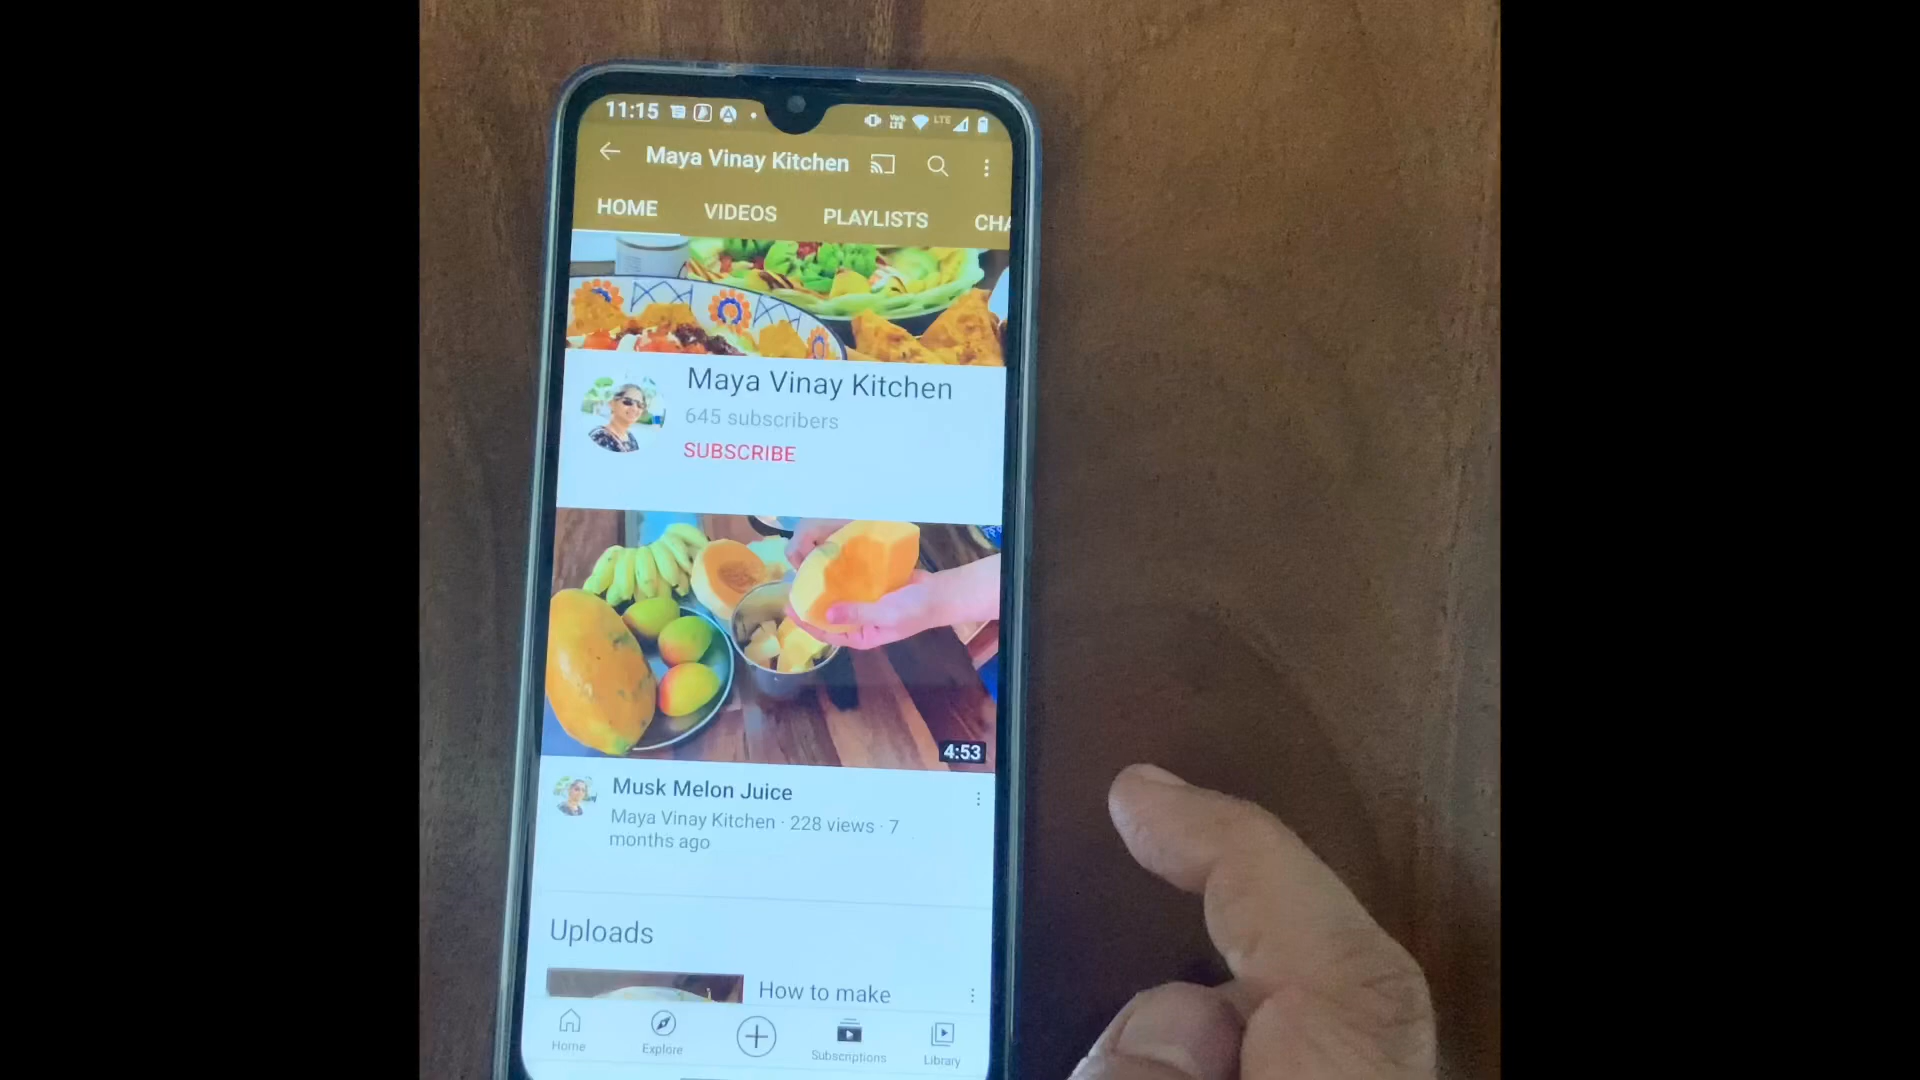 11:15
LTE
Maya Vinay Kitchen
HOME VIDEOS PLAYLISTS CHA
Maya Vinay Kitchen
645 subscribers
SUBSCRIBE
4:53
Musk Melon Juice
Maya Vinay Kitchen · 228 views · 7
months ago
Uploads
How to make
Home Explore Subscriptions Library